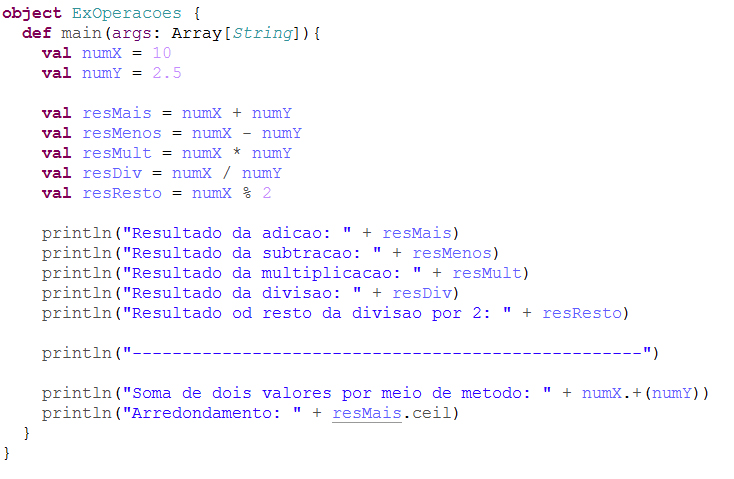 object ExOperacoes {
  def main(args: Array[String]){
    val numX = 10
    val numY = 2.5

    val resMais = numX + numY
    val resMenos = numX - numY
    val resMult = numX * numY
    val resDiv = numX / numY
    val resResto = numX % 2

    println("Resultado da adicao: " + resMais)
    println("Resultado da subtracao: " + resMenos)
    println("Resultado da multiplicacao: " + resMult)
    println("Resultado da divisao: " + resDiv)
    println("Resultado od resto da divisao por 2: " + resResto)

    println("---------------------------------------------------")

    println("Soma de dois valores por meio de metodo: " + numX.+(numY))
    println("Arredondamento: " + resMais.ceil)
  }
}